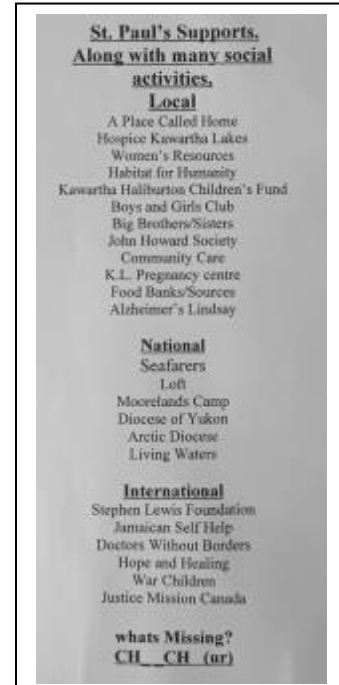 St. Paul's Supports.
Along with many social
activities.
Local
A Place Called Home
Hospice Kawartha Lakes
Women's Resources
Habitat for Humanity
Kawartha Haliburton Children's Fund
Boys and Girls Club
Big Brothers/Sisters
John Howard Society
Community Care
K.L. Pregnancy centre
Food Banks/Sources
Alzheimer's Lindsay
National
Seafarers
Loft
Moorelands Camp
Diocese of Yukon
Arctic Diocese
Living Waters
International
Stephen Lewis Foundation
Jamaican Self Help
Doctors Without Borders
Hope and Healing
War Children
Justice Mission Canada
whats Missing?
CH__CH (ur)